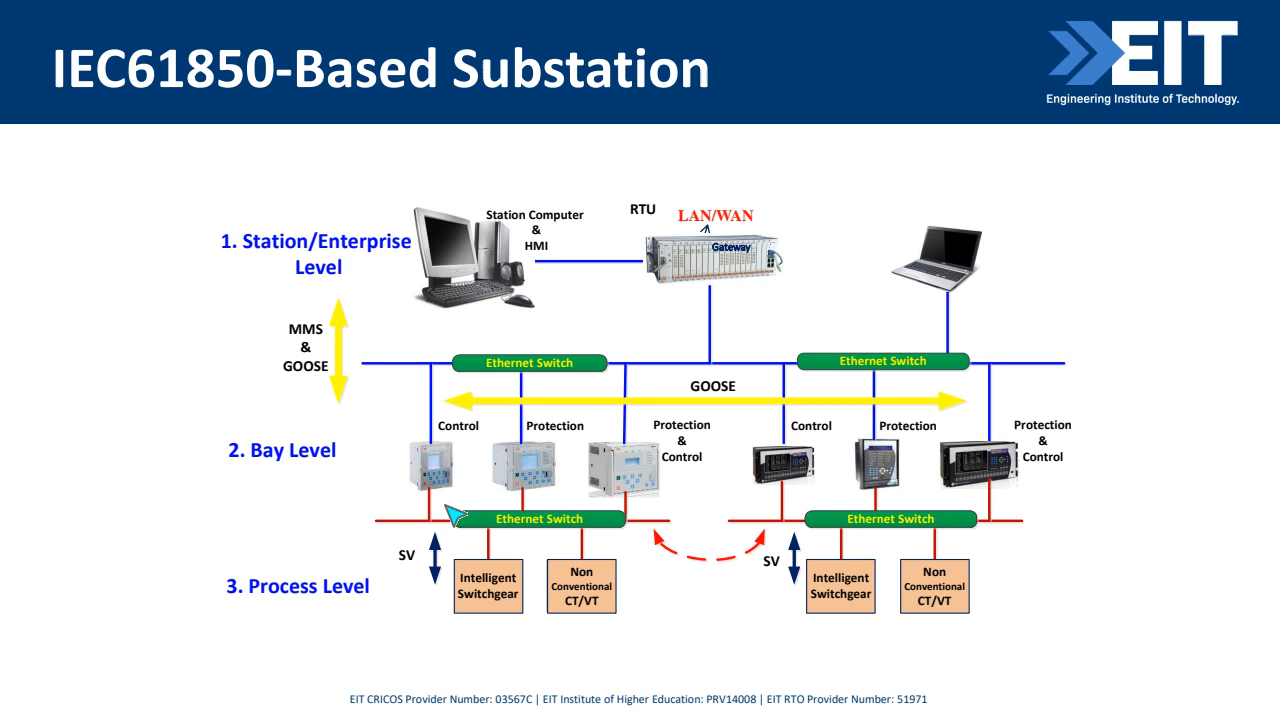 IEC61850-Based Substation
EIT
Engineering Institute of Technology.
1. Station/Enterprise
Level
Station Computer
&
HMI
RTU
LAN/WAN
Gateway
MMS
&
GOOSE
Ethernet Switch
Ethernet Switch
GOOSE
2. Bay Level
Control
Protection
Protection
&
Control
Control
Protection
Protection
&
Control
Ethernet Switch
Ethernet Switch
3. Process Level
SV
Intelligent
Switchgear
Non
Conventional
CT/VT
SV
Intelligent
Switchgear
Non
Conventional
CT/VT
EIT CRICOS Provider Number: 03567C | EIT Institute of Higher Education: PRV14008 | EIT RTO Provider Number: 51971